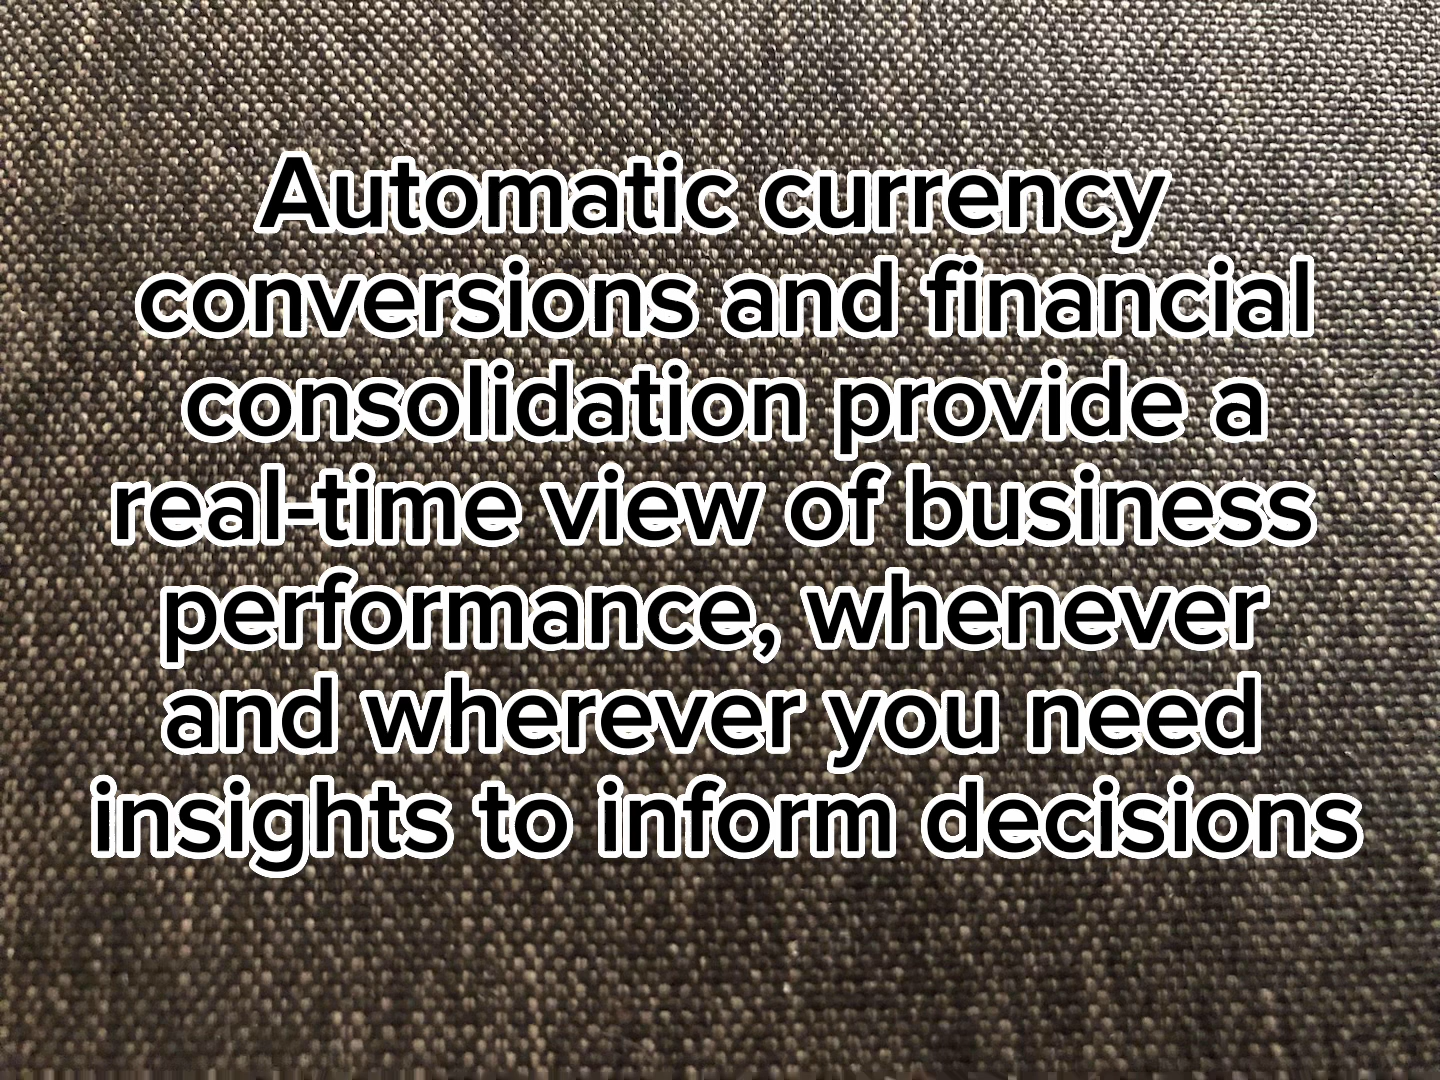 Automatic currency
conversions and financial
consolidation provide a
real-time view of business
performance, whenever
and wherever you need
insights to inform decisions